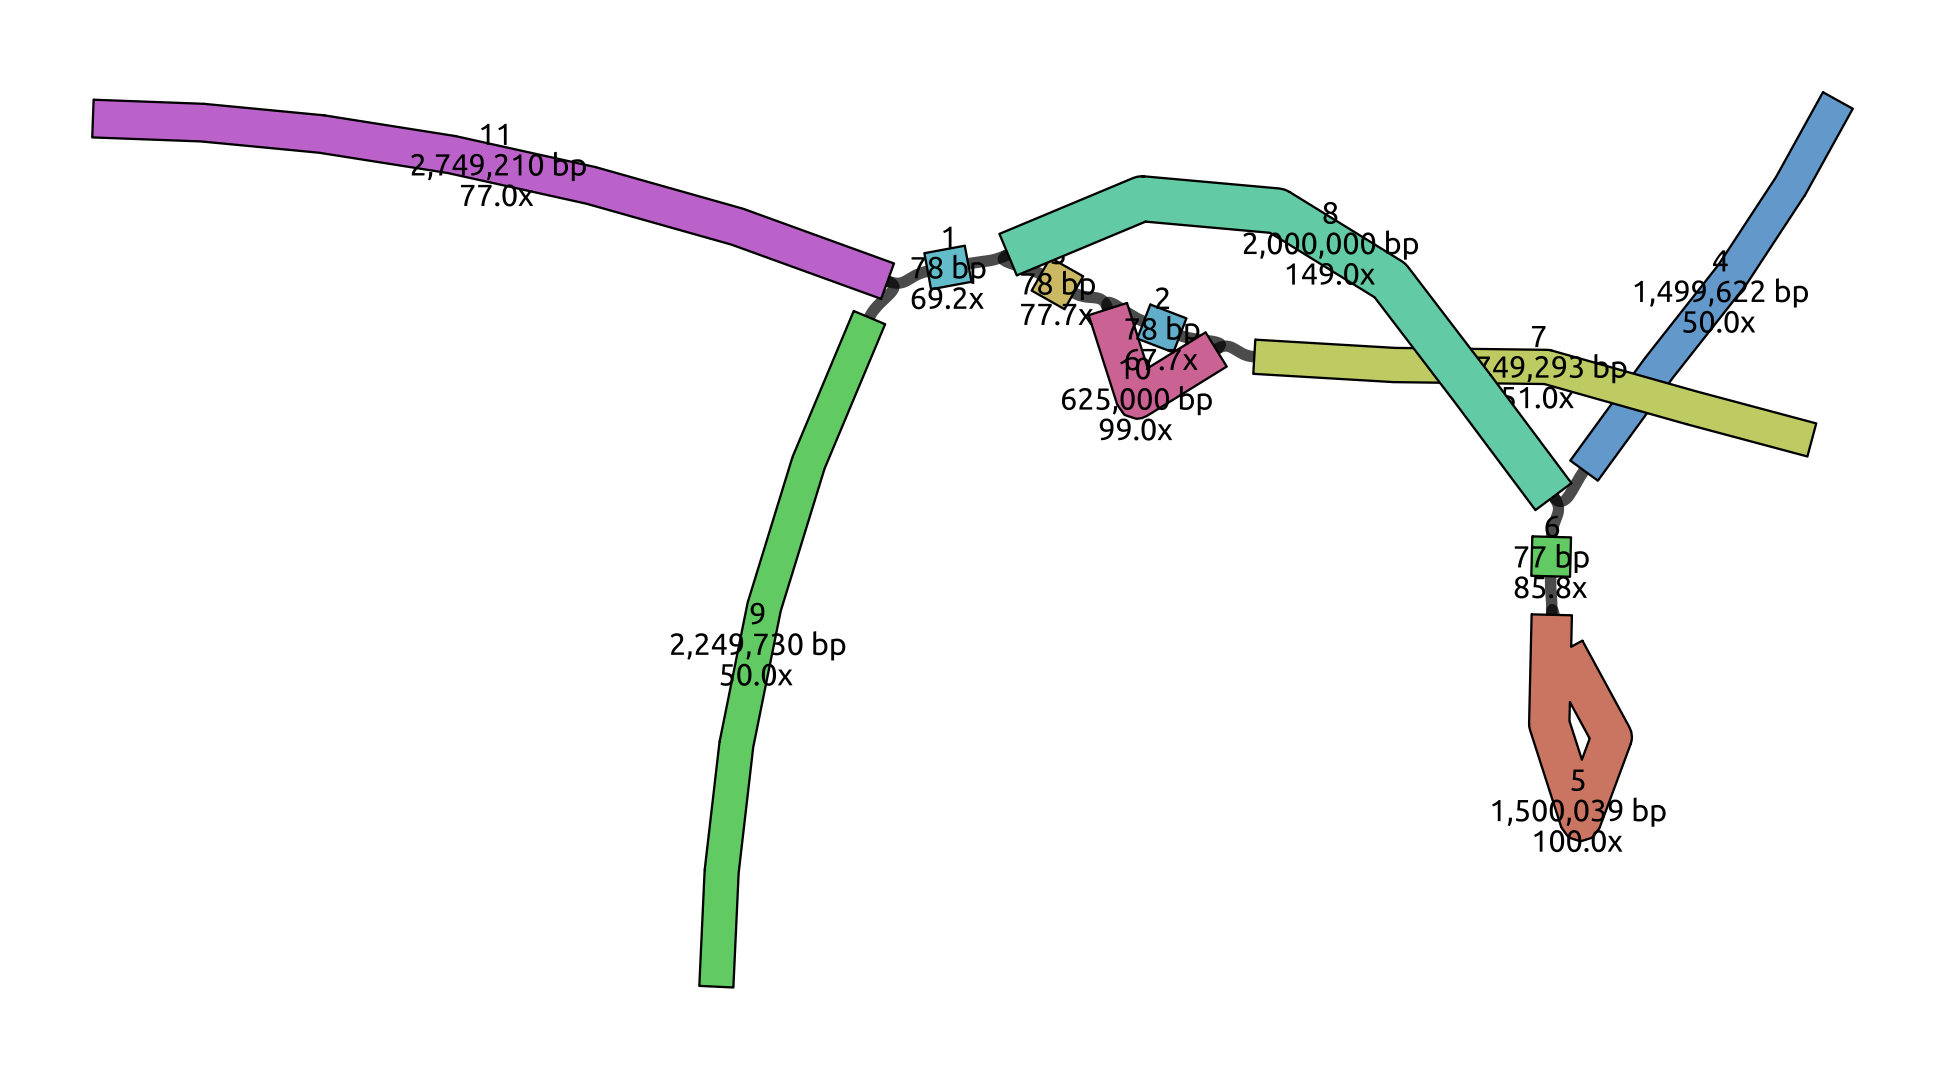 11
2,749,210 bp
77.0x
1
78 bp
69.2x
78 bp
77.7x
2
78 bp
67.7x
10
625,000 bp
99.0x
8
2,000,000 bp
149.0x
4
1,499,622 bp
50.0x
7
749,293 bp
51.0x
6
77 bp
85.8x
9
2,249,730 bp
50.0x
5
1,500,039 bp
100.0x